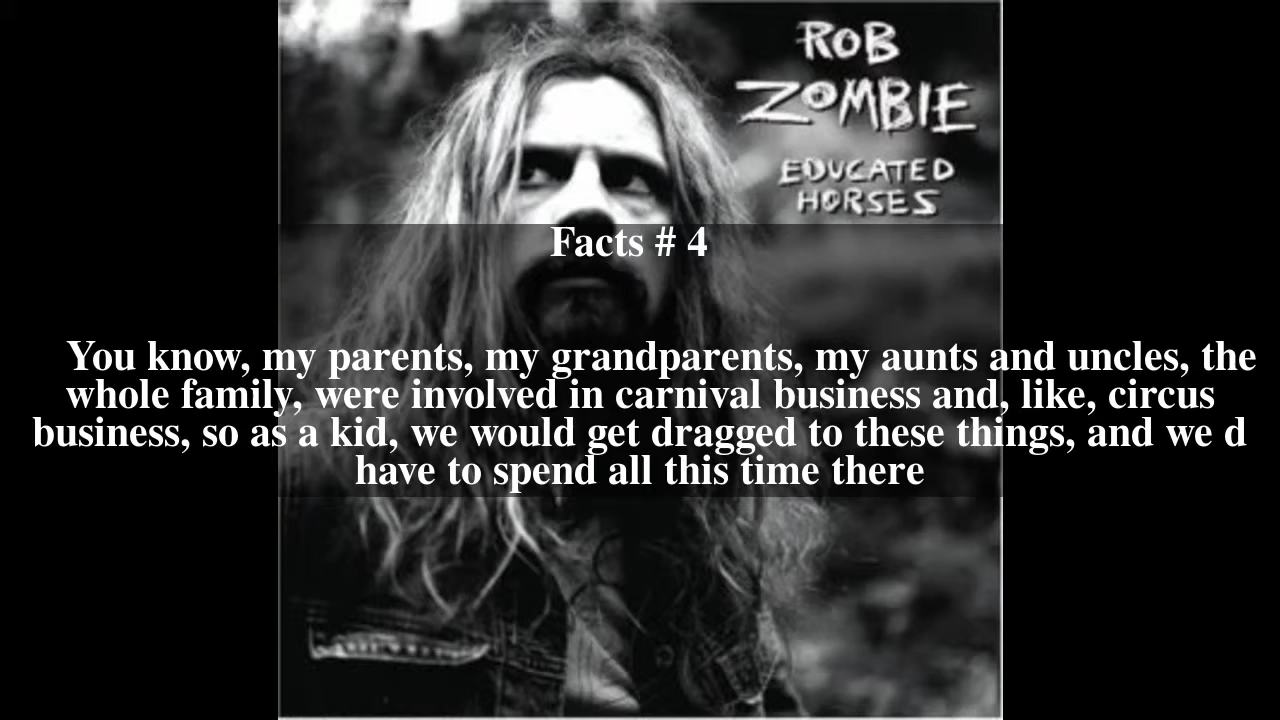 ROB
ZOMBIE
EDUCATED
HORSES
Facts # 4
You know, my parents, my grandparents, my aunts and uncles, the
whole family, were involved in carnival business and, like, circus
business, so as a kid, we would get dragged to these things, and we d
have to spend all this time there